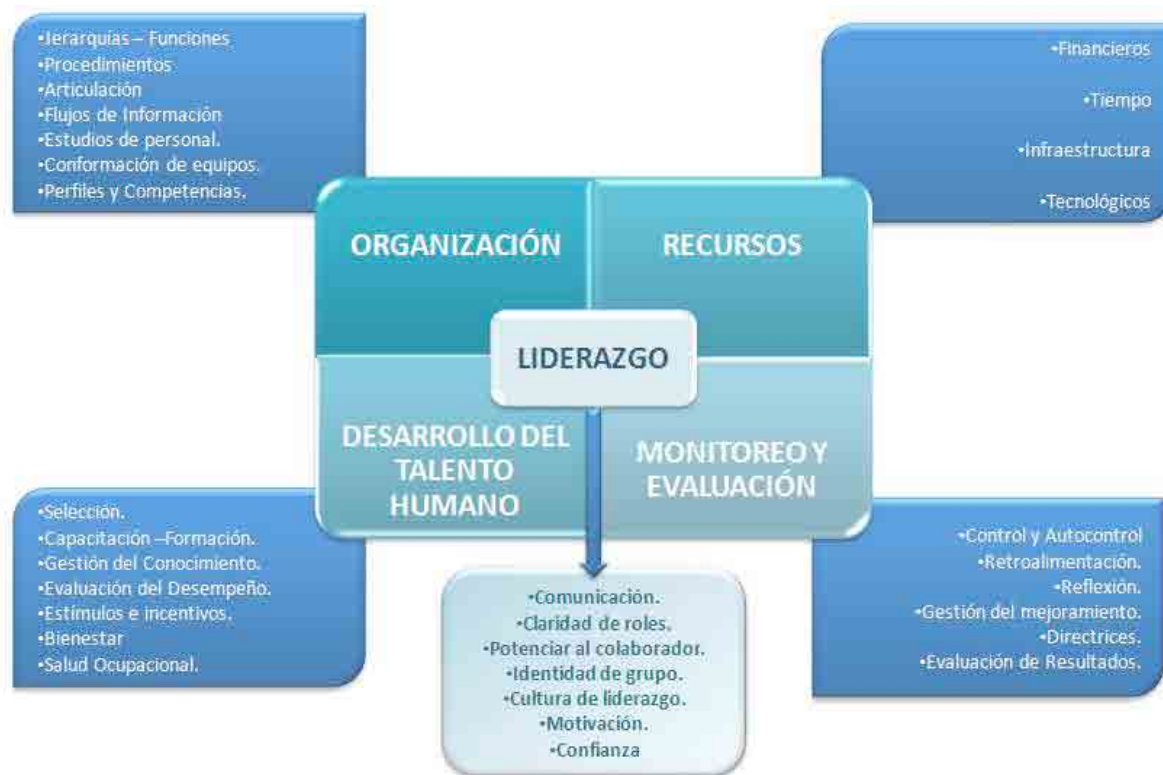 •Jerarquías – Funciones
•Procedimientos
•Articulación
•Flujos de Información
•Estudios de personal.
•Conformación de equipos.
•Perfiles y Competencias.
•Financieros
•Tiempo
•Infraestructura
•Tecnológicos
ORGANIZACIÓN
RECURSOS
LIDERAZGO
DESARROLLO DEL
TALENTO
HUMANO
MONITOREO Y
EVALUACIÓN
•Selección.
•Capacitación –Formación.
•Gestión del Conocimiento.
•Evaluación del Desempeño.
•Estímulos e incentivos.
•Bienestar
•Salud Ocupacional.
•Comunicación.
•Claridad de roles.
•Potenciar al colaborador.
•Identidad de grupo.
•Cultura de liderazgo.
•Motivación.
•Confianza
•Control y Autocontrol
•Retroalimentación.
•Reflexión.
•Gestión del mejoramiento.
•Directrices.
•Evaluación de Resultados.